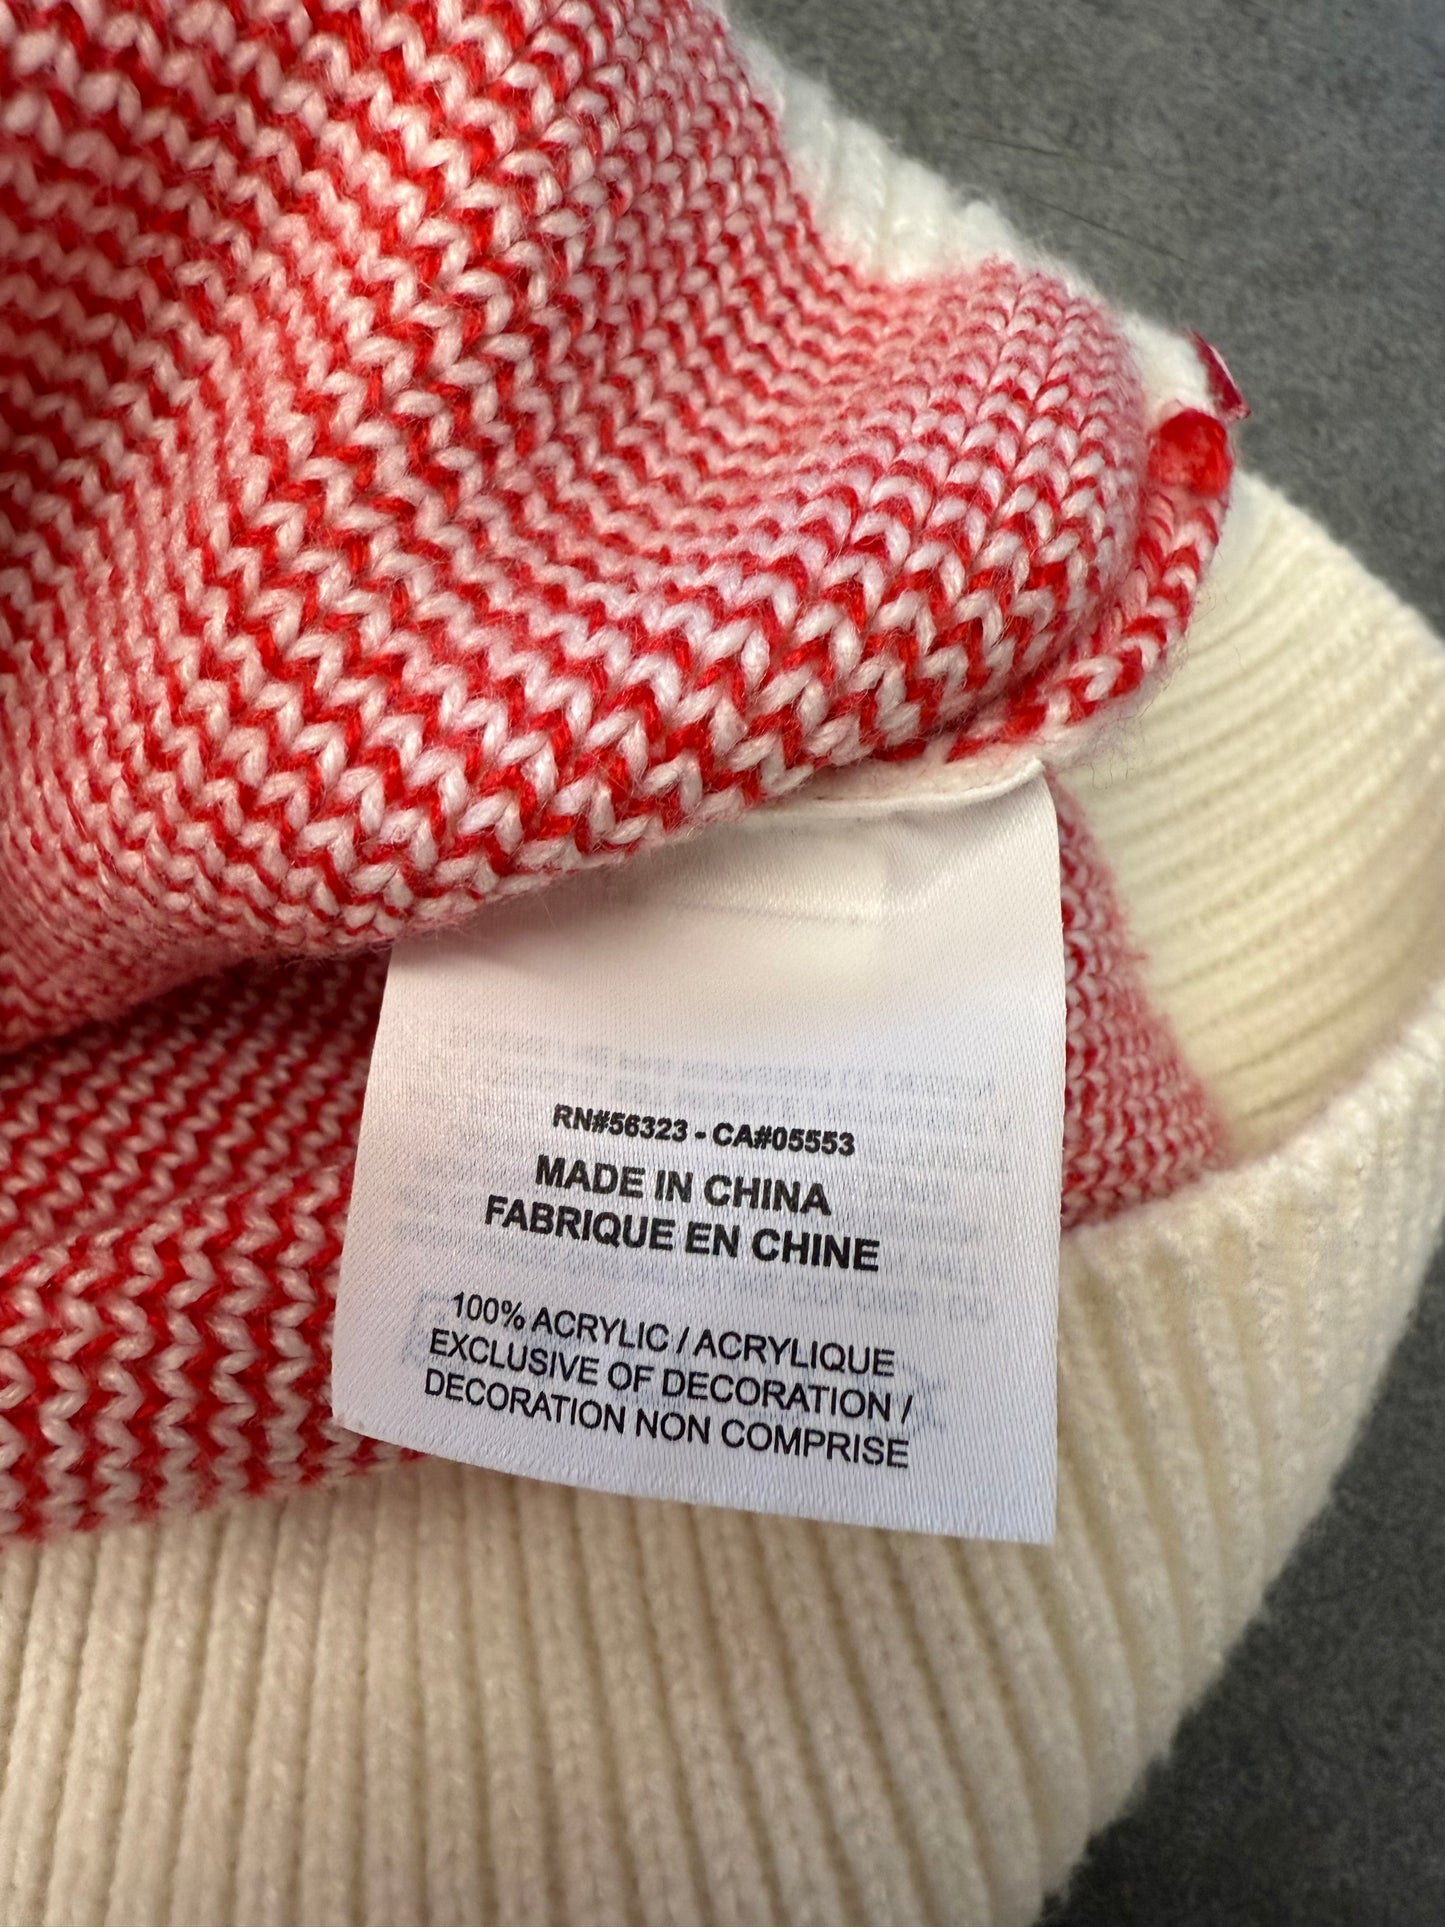 RN#56323 - CA#05553
MADE IN CHINA
FABRIQUE EN CHINE
100% ACRYLIC / ACRYLIQUE
EXCLUSIVE OF DECORATION /
DECORATION NON COMPRISE